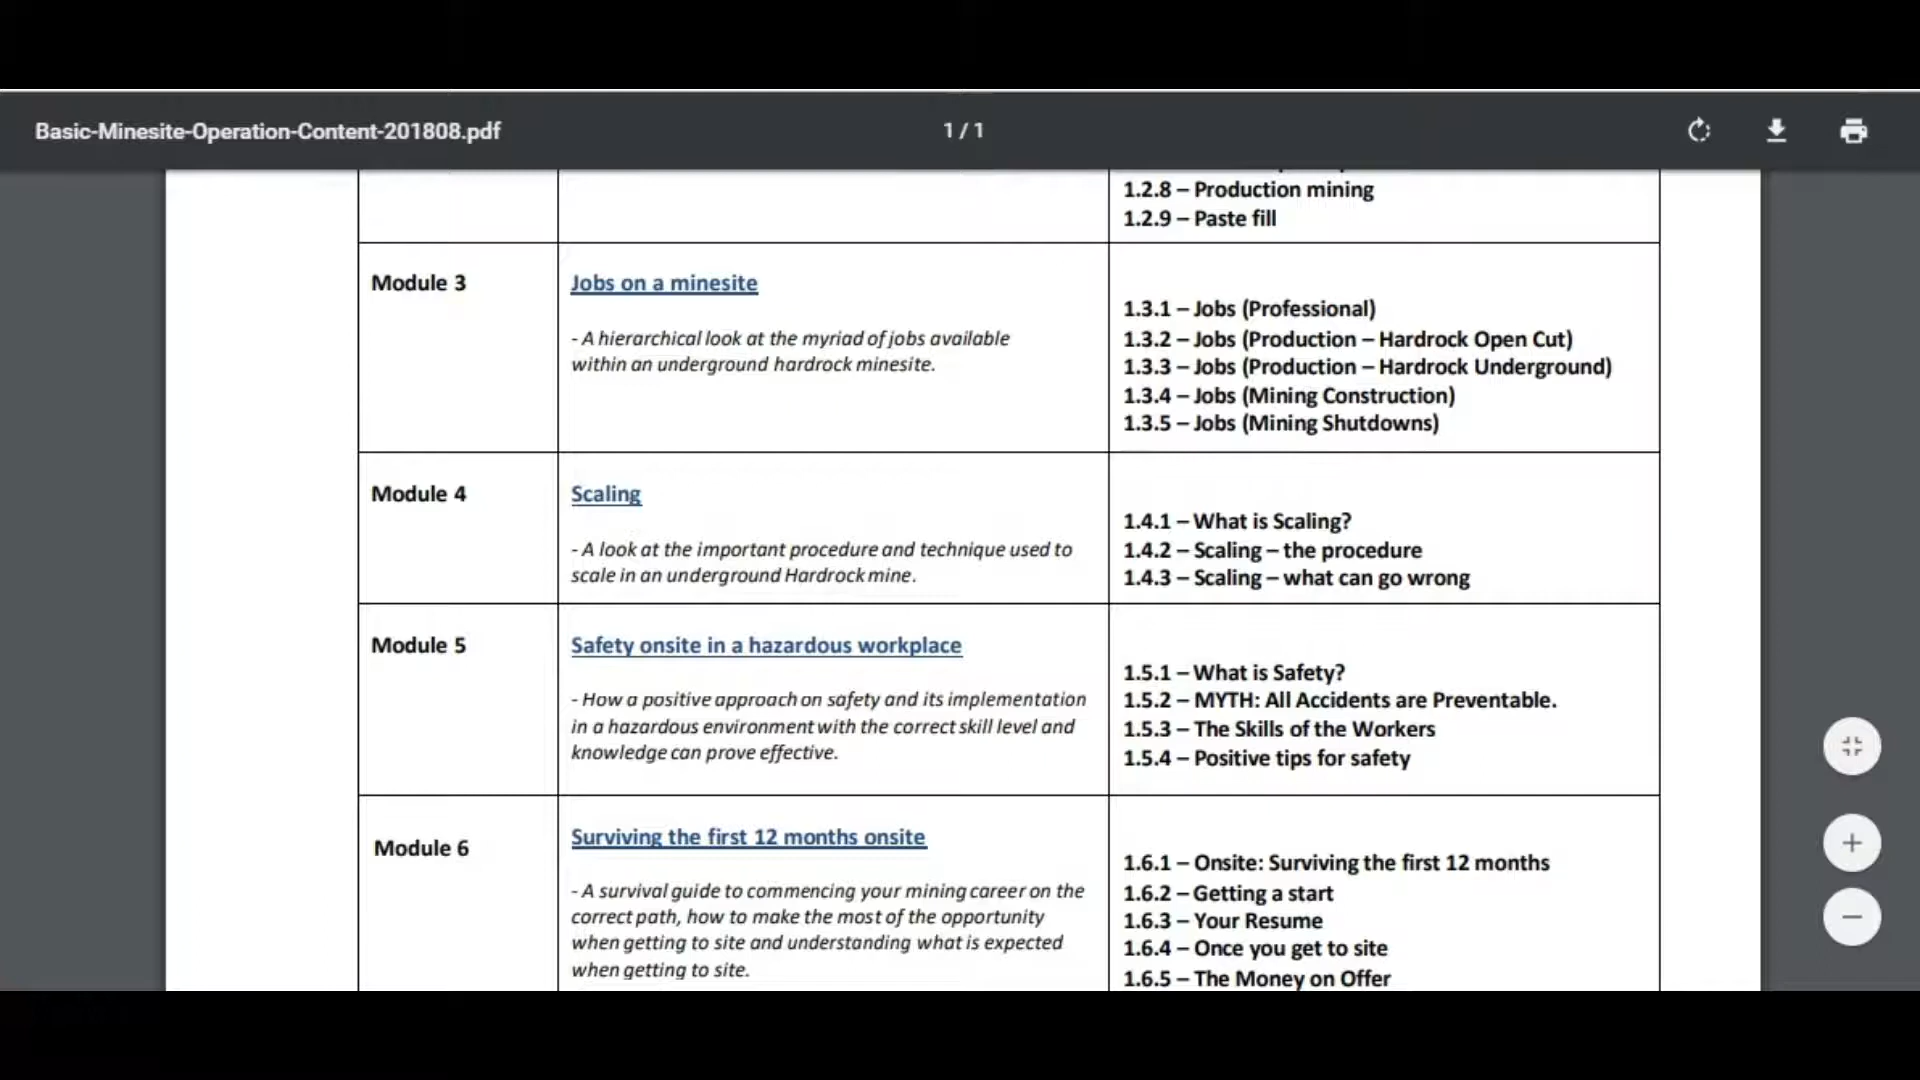 Basic-Minesite-Operation-Content-201808.pdf
1 / 1
1.2.8 – Production mining
1.2.9 – Paste fill
Module 3
Jobs on a minesite
- A hierarchical look at the myriad of jobs available
within an underground hardrock minesite.
1.3.1 – Jobs (Professional)
1.3.2 – Jobs (Production – Hardrock Open Cut)
1.3.3 – Jobs (Production – Hardrock Underground)
1.3.4 – Jobs (Mining Construction)
1.3.5 – Jobs (Mining Shutdowns)
Module 4
Scaling
- A look at the important procedure and technique used to
scale in an underground Hardrock mine.
1.4.1 – What is Scaling?
1.4.2 – Scaling – the procedure
1.4.3 – Scaling – what can go wrong
Module 5
Safety onsite in a hazardous workplace
- How a positive approach on safety and its implementation
in a hazardous environment with the correct skill level and
knowledge can prove effective.
1.5.1 – What is Safety?
1.5.2 – MYTH: All Accidents are Preventable.
1.5.3 – The Skills of the Workers
1.5.4 – Positive tips for safety
Module 6
Surviving the first 12 months onsite
- A survival guide to commencing your mining career on the
correct path, how to make the most of the opportunity
when getting to site and understanding what is expected
when getting to site.
1.6.1 – Onsite: Surviving the first 12 months
1.6.2 – Getting a start
1.6.3 – Your Resume
1.6.4 – Once you get to site
1.6.5 – The Money on Offer